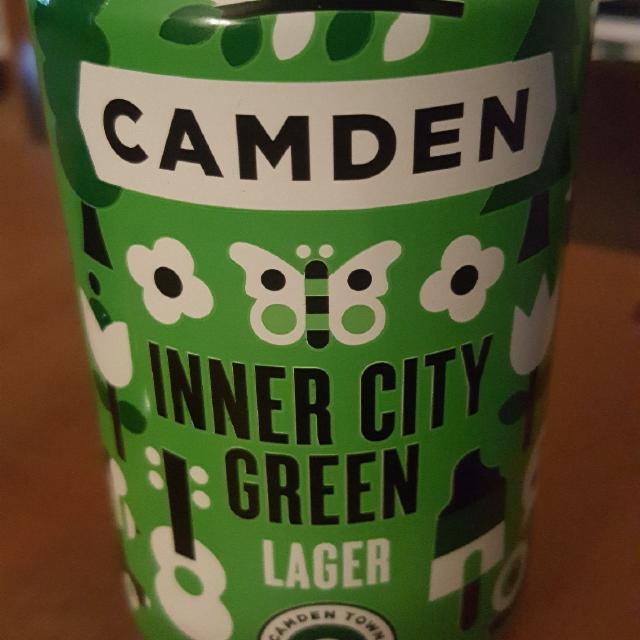 CAMDEN
INNER CITY
GREEN
LAGER
CAMDEN TOWN